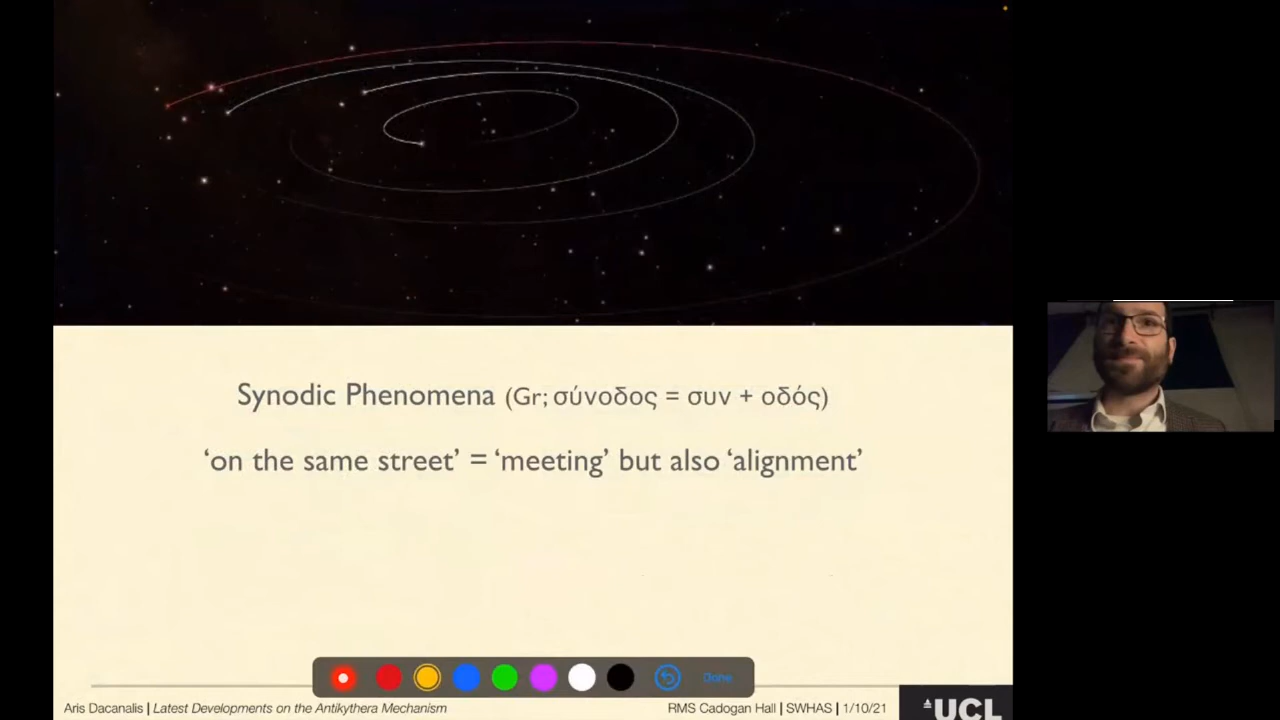 Synodic Phenomena (Gr; σύνοδος = συν + οδός)
‘on the same street’ = ‘meeting’ but also ‘alignment’
Done
Aris Dacanalis | Latest Developments on the Antikythera Mechanism
RMS Cadogan Hall | SWHAS | 1/10/21
UCL